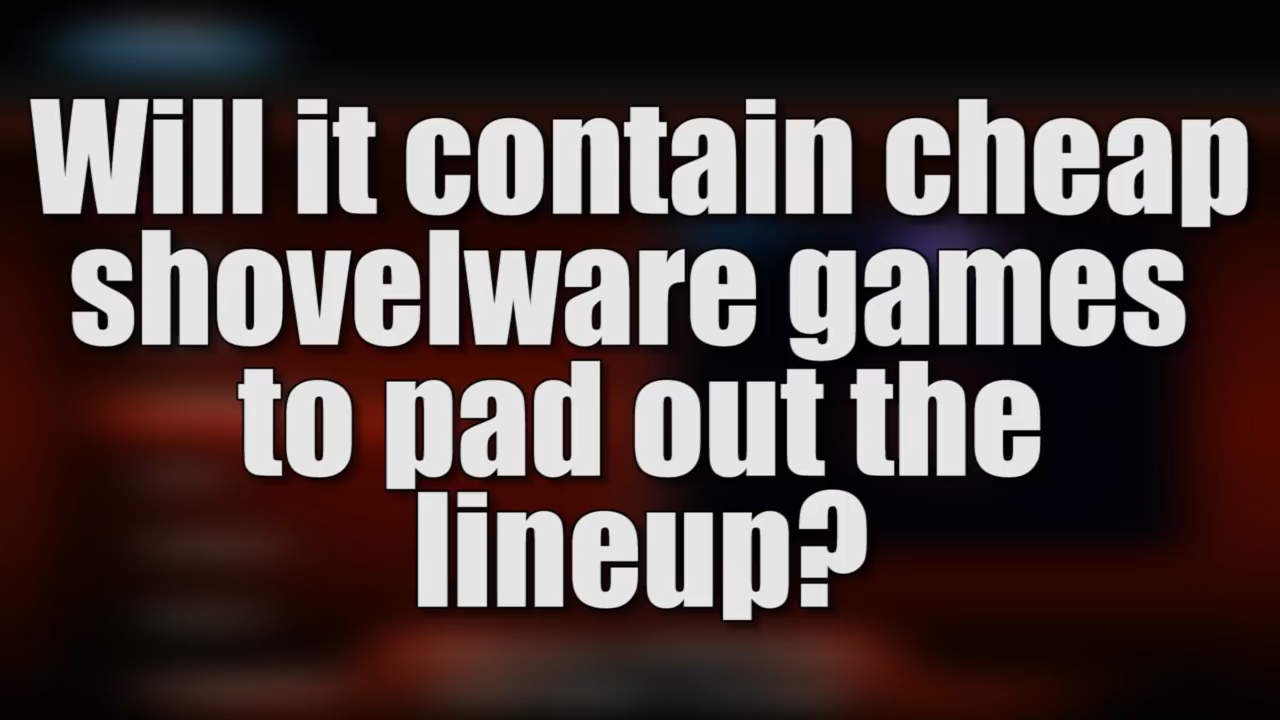 Will it contain cheap
shovelware games
to pad out the
lineup?